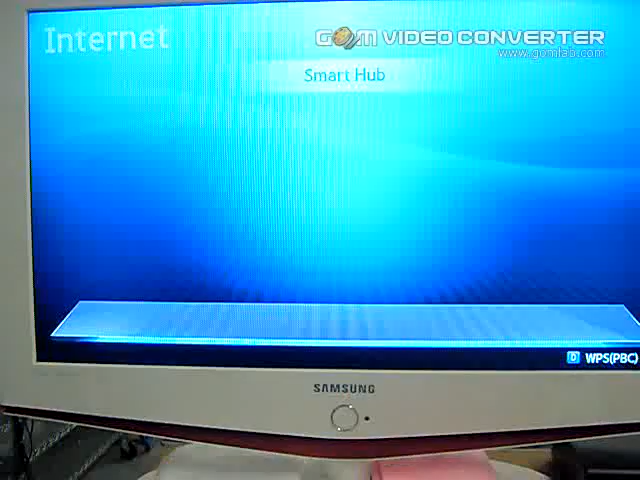 Internet
GOM VIDEO CONVERTER
www.gomlab.com
Smart Hub
D WPS(PBC)
SAMSUNG